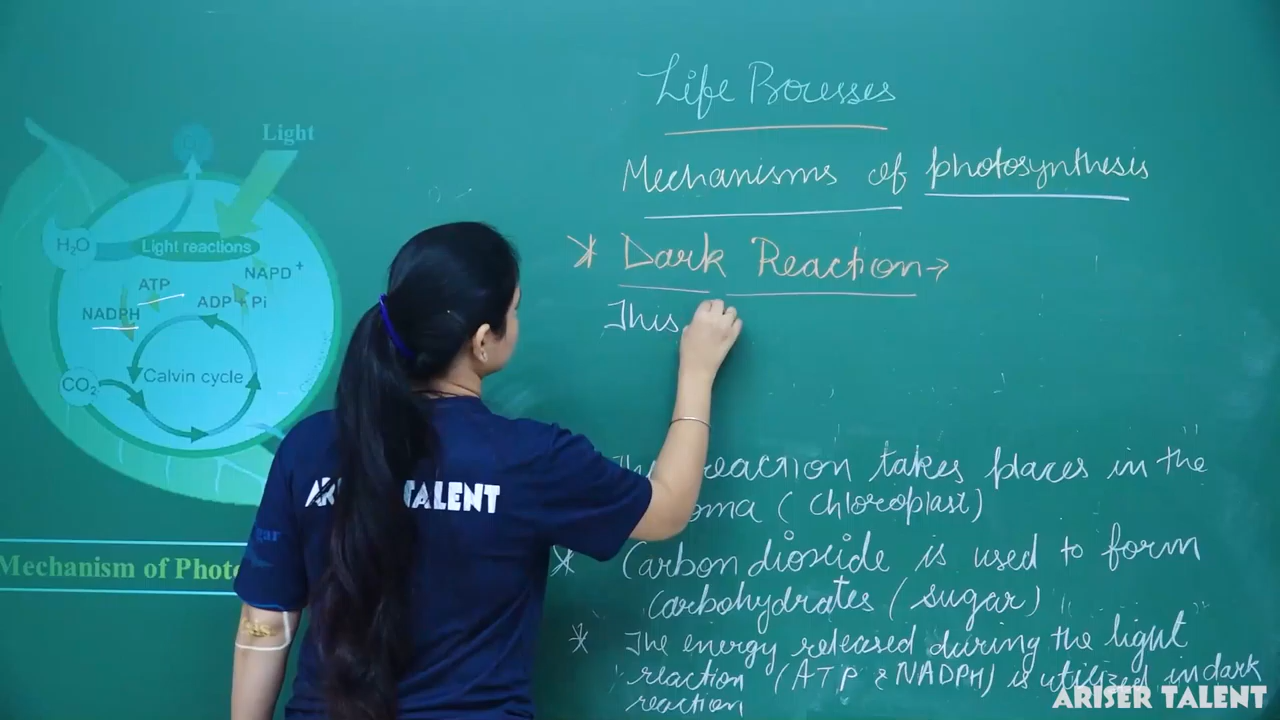 Life Bocesses
Mechanisms of photosynthesis
* Dark Reaction →
This
reaction takes places in the
oma ( Chloroplast)
* Carbon dioxide is used to form
Carbohydrates ( sugar)
* The energy released during the light
reaction (ATP & NADPH) is utilized in dark
reaction
Light
H₂O
Light reactions
ATP
NAPD +
NADPH
ADP + Pi
CO₂
Calvin cycle
Mechanism of Photo
TALENT
ARISER TALENT